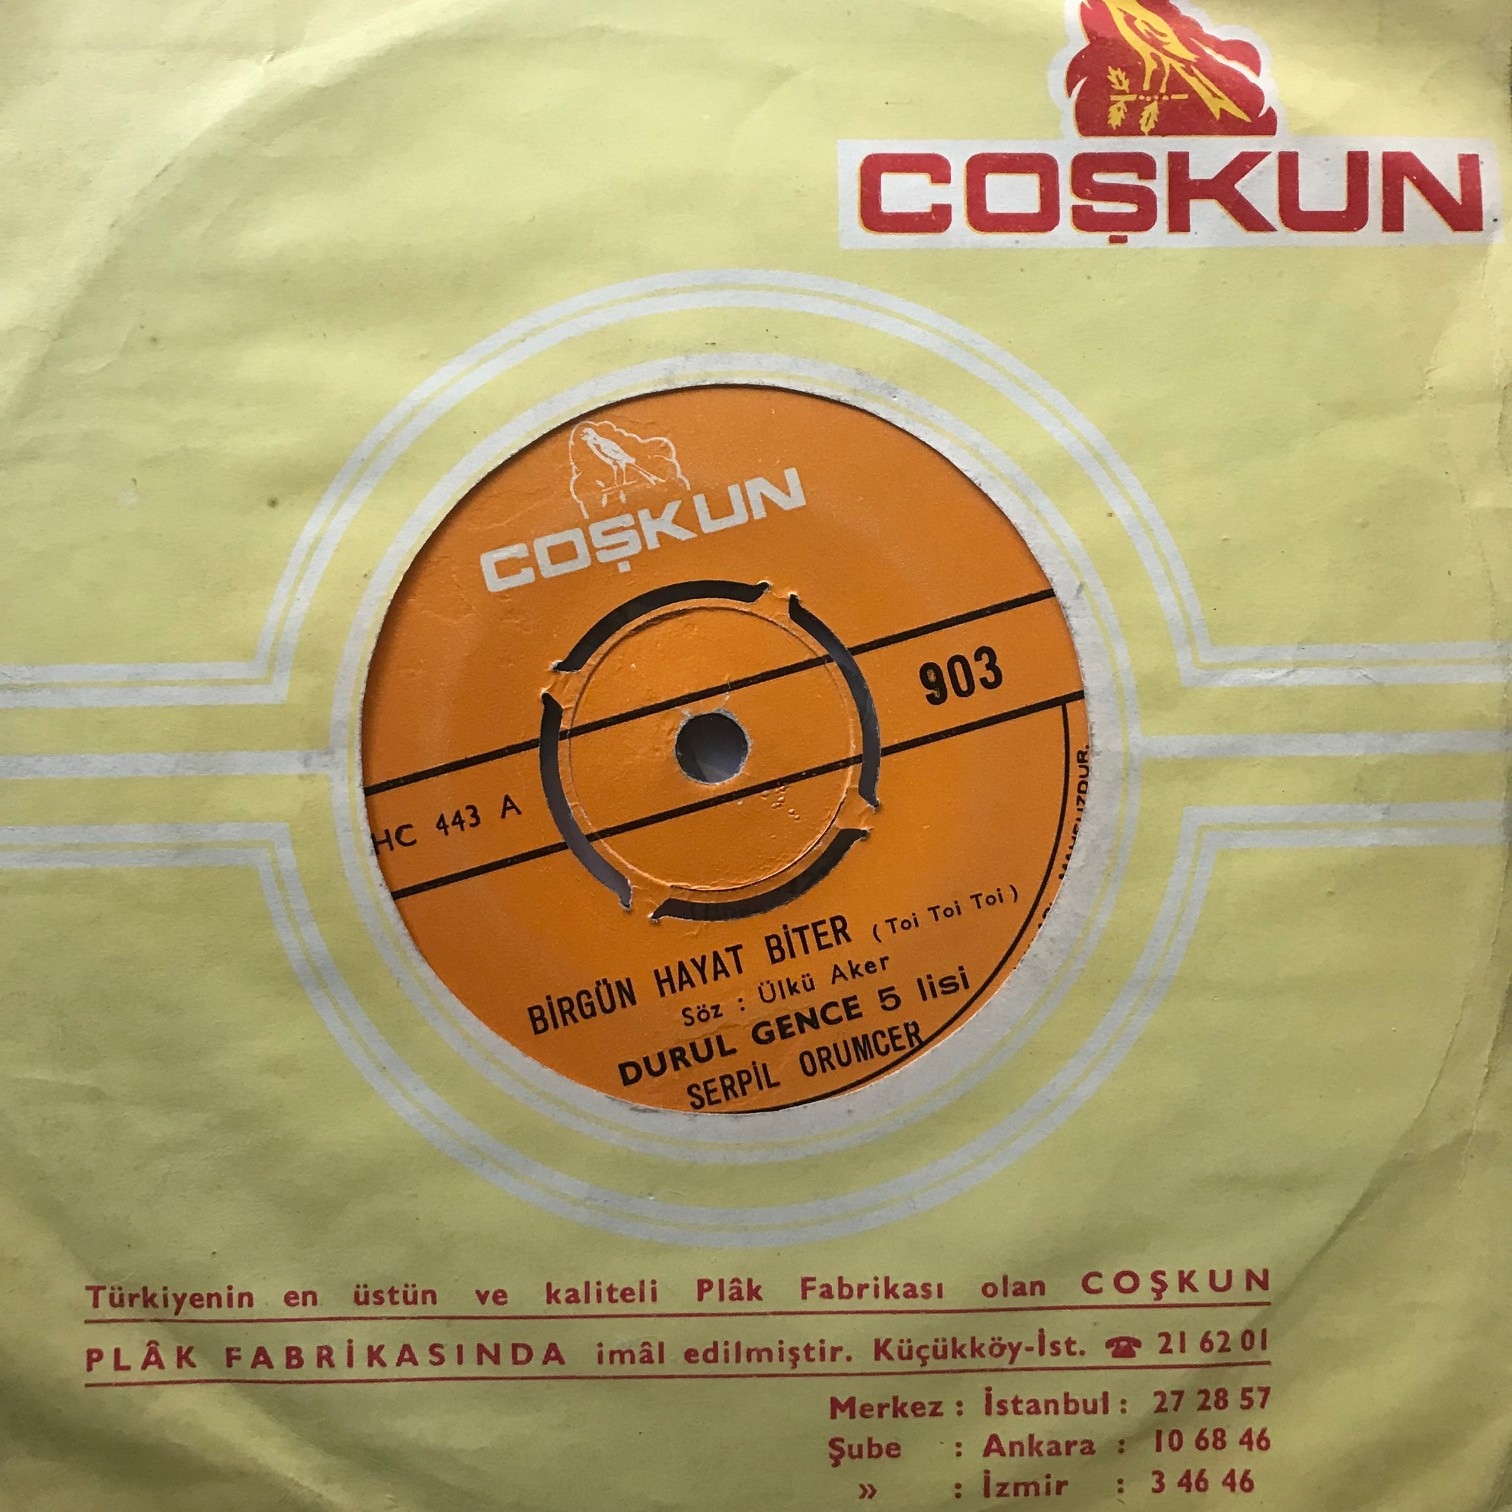 COŞKUN
COŞKUN
903
HC 443 A
BİRGÜN HAYAT BİTER (Toi Toi Toi)
Söz : Ülkü Aker
DURUL GENCE 5 lisi
SERPİL ORUMCER
Türkiyenin en üstün ve kaliteli Plâk Fabrikası olan COŞKUN
PLÂK FABRİKASINDA imâl edilmiştir. Küçükköy-İst. ☎ 21 62 01
Merkez : İstanbul : 27 28 57
Şube : Ankara : 10 68 46
» : İzmir : 3 46 46